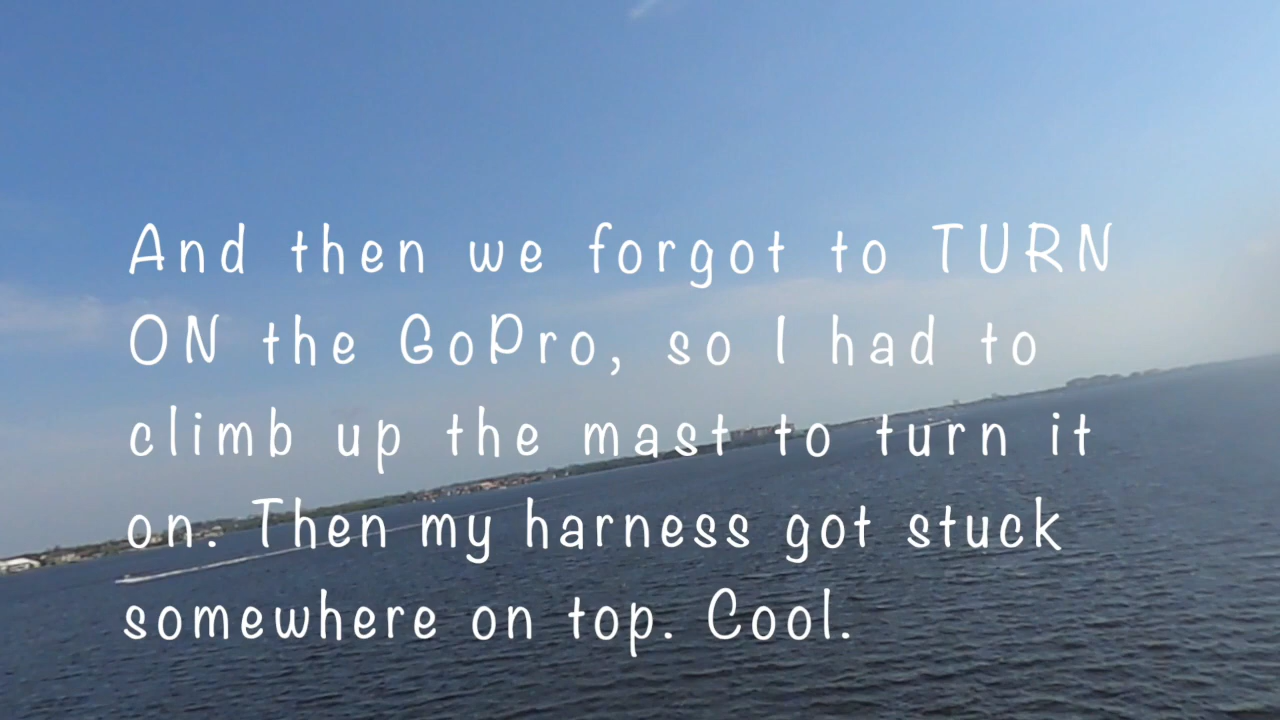 And then we forgot to TURN
ON the GoPro, so I had to
climb up the mast to turn it
on. Then my harness got stuck
somewhere on top. Cool.